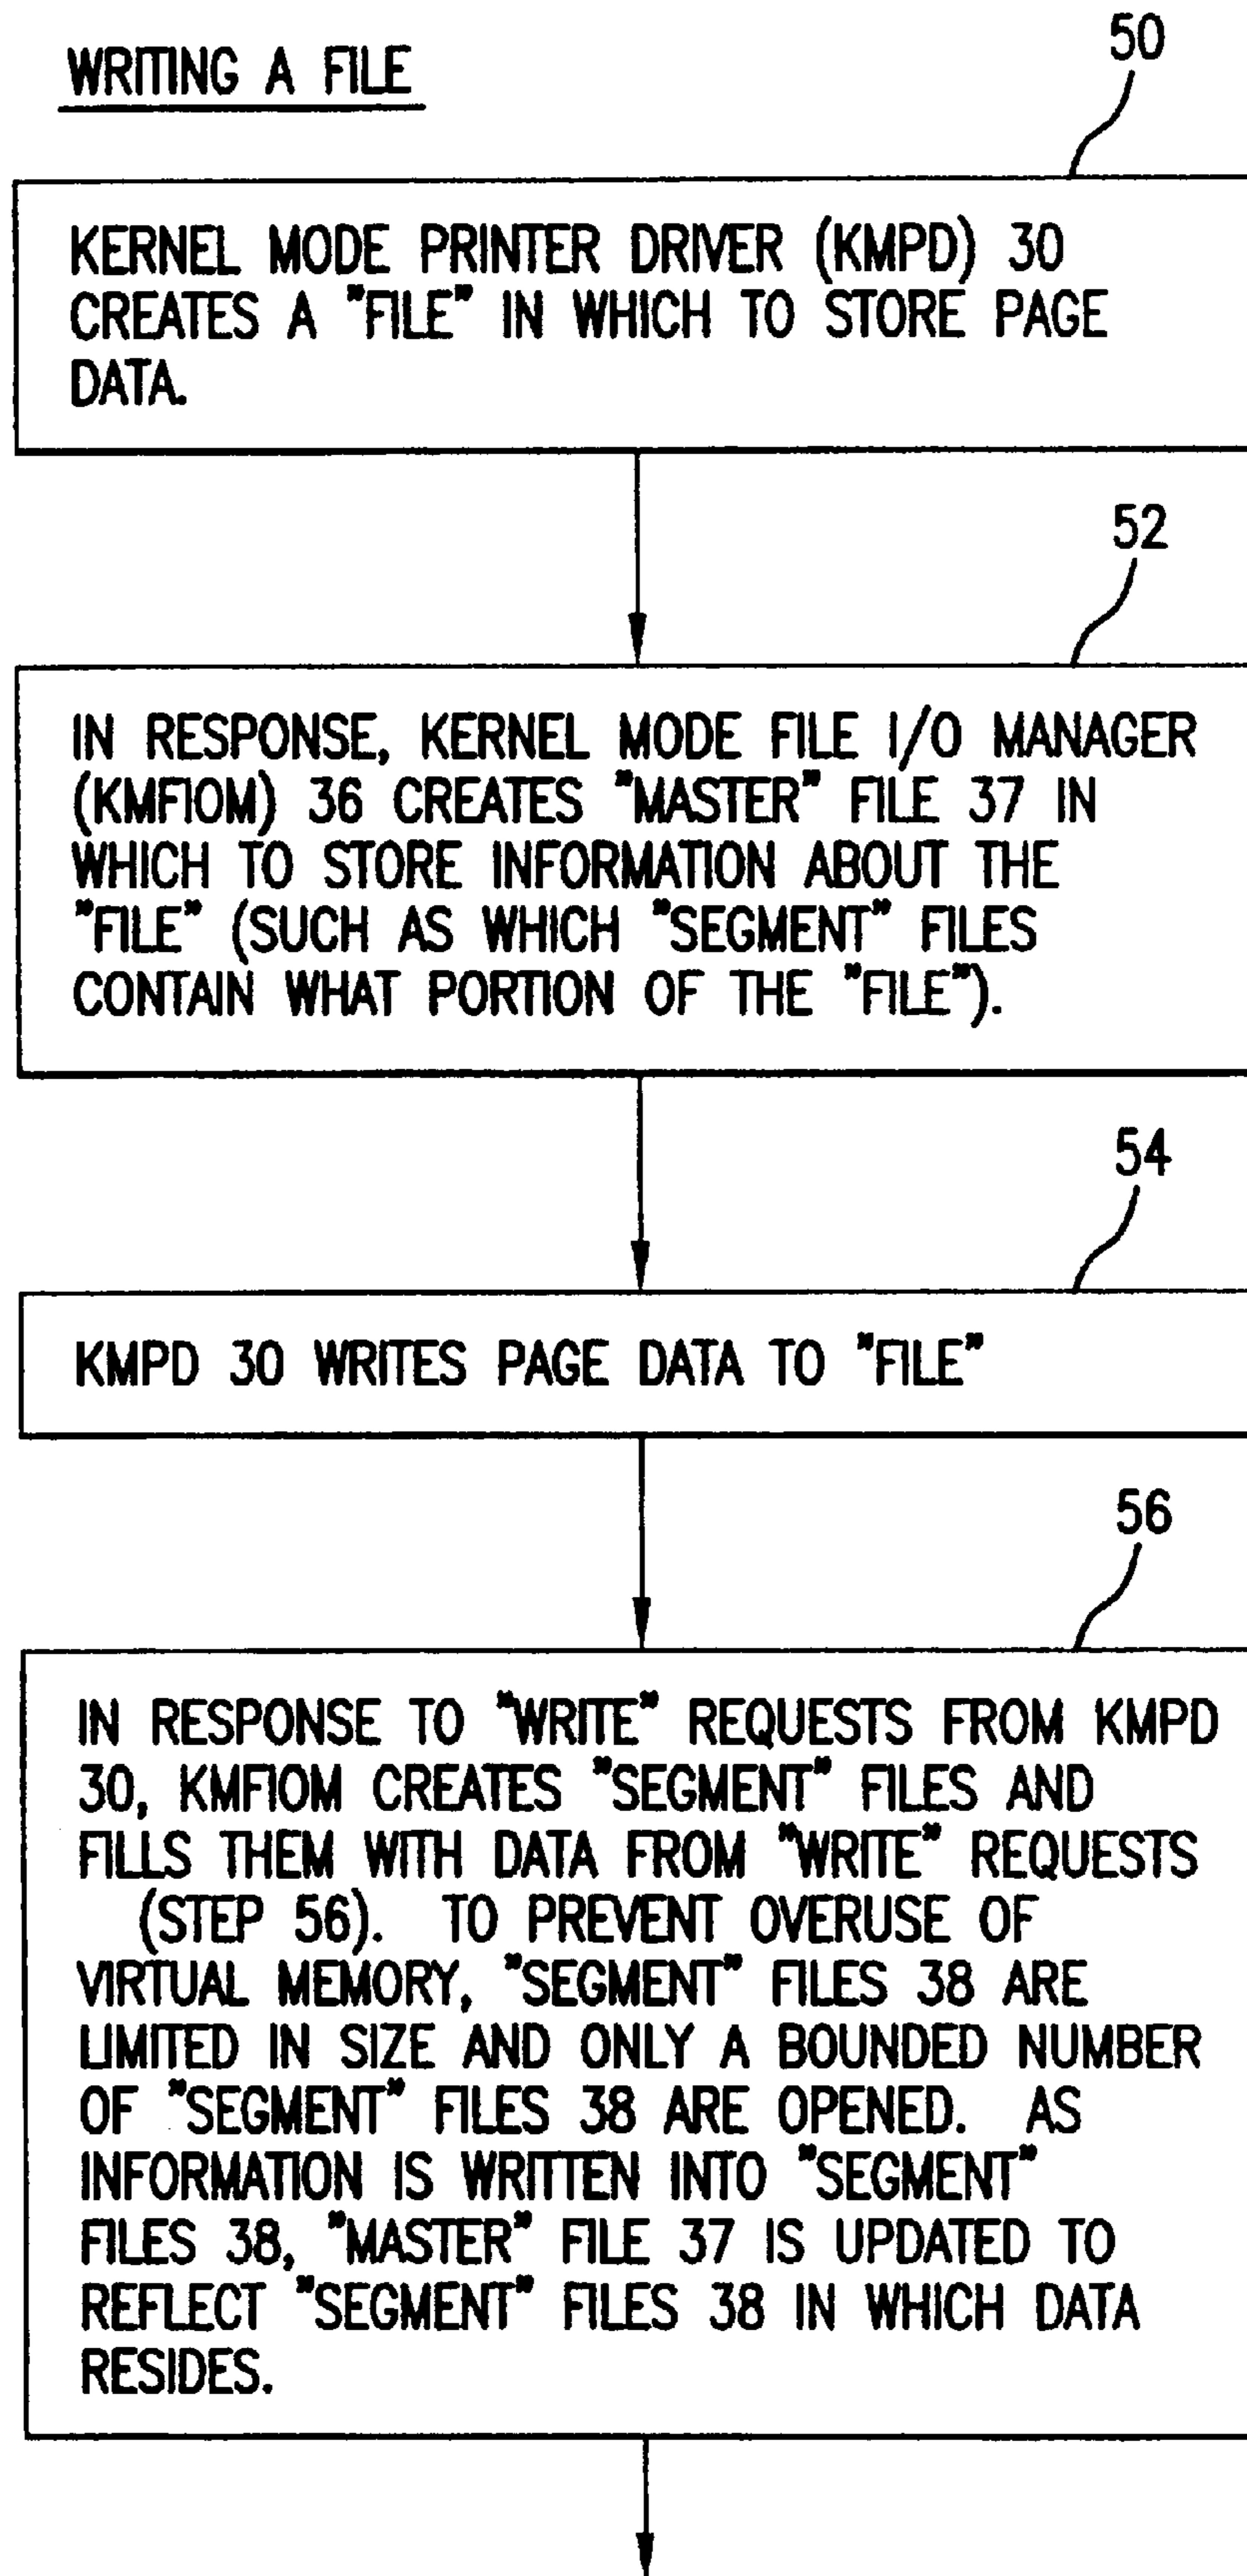 WRITING A FILE
50
KERNEL MODE PRINTER DRIVER (KMPD) 30
CREATES A "FILE" IN WHICH TO STORE PAGE
DATA.
52
IN RESPONSE, KERNEL MODE FILE I/O MANAGER
(KMFIOM) 36 CREATES "MASTER" FILE 37 IN
WHICH TO STORE INFORMATION ABOUT THE
"FILE" (SUCH AS WHICH "SEGMENT" FILES
CONTAIN WHAT PORTION OF THE "FILE").
54
KMPD 30 WRITES PAGE DATA TO "FILE"
56
IN RESPONSE TO "WRITE" REQUESTS FROM KMPD
30, KMFIOM CREATES "SEGMENT" FILES AND
FILLS THEM WITH DATA FROM "WRITE" REQUESTS
(STEP 56). TO PREVENT OVERUSE OF
VIRTUAL MEMORY, "SEGMENT" FILES 38 ARE
LIMITED IN SIZE AND ONLY A BOUNDED NUMBER
OF "SEGMENT" FILES 38 ARE OPENED. AS
INFORMATION IS WRITTEN INTO "SEGMENT"
FILES 38, "MASTER" FILE 37 IS UPDATED TO
REFLECT "SEGMENT" FILES 38 IN WHICH DATA
RESIDES.